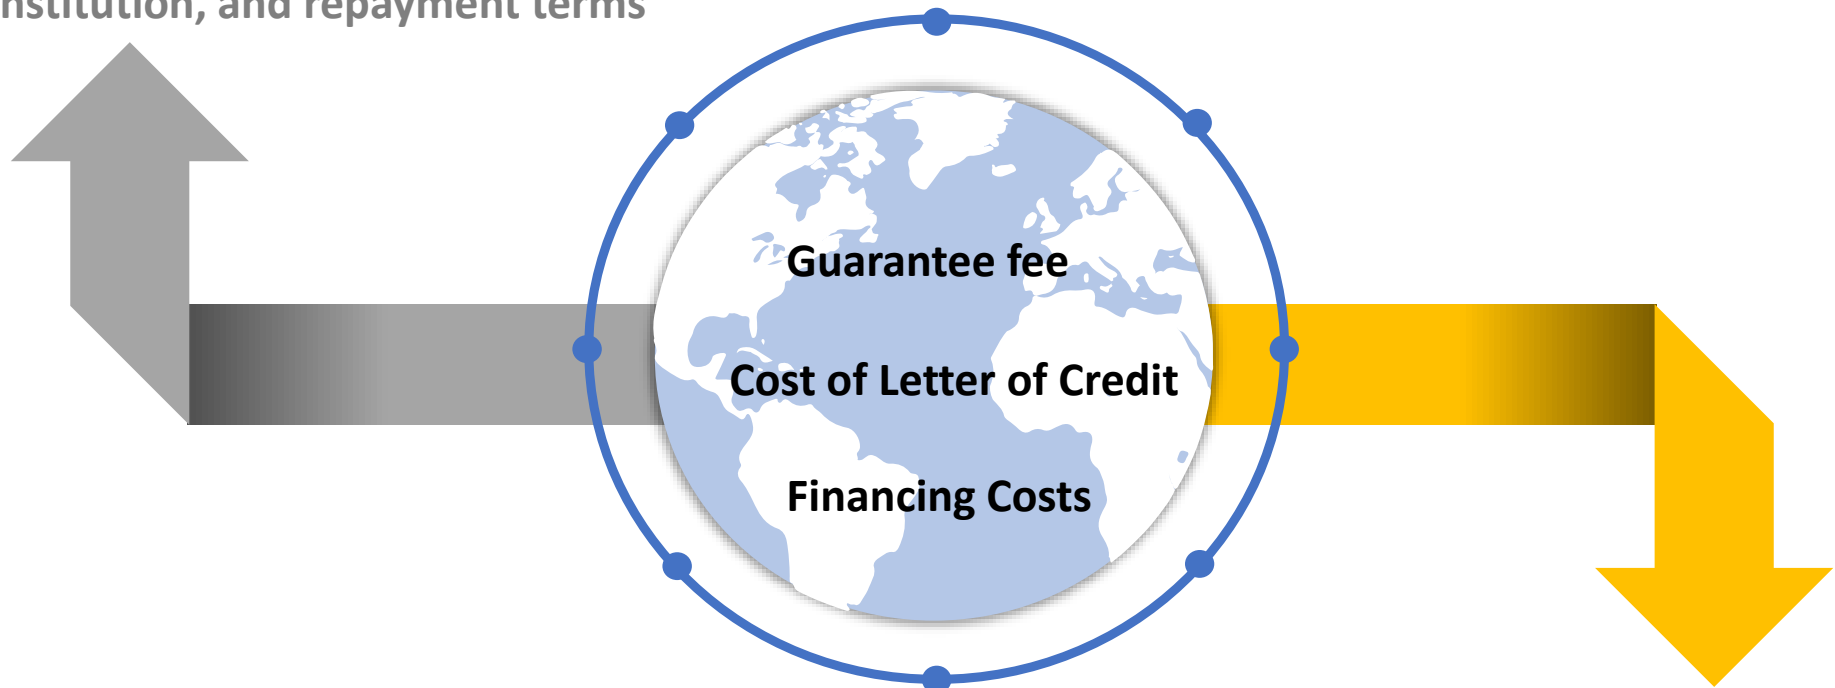 nstitution, and repayment terms
Guarantee fee
Cost of Letter of Credit
Financing Costs